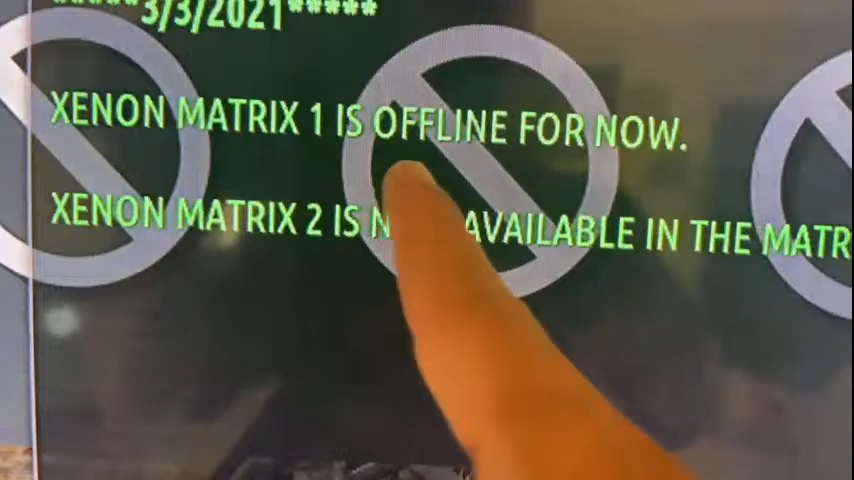 *****3/3/2021*****
XENON MATRIX 1 IS OFFLINE FOR NOW.
XENON MATRIX 2 IS AVAILABLE IN THE